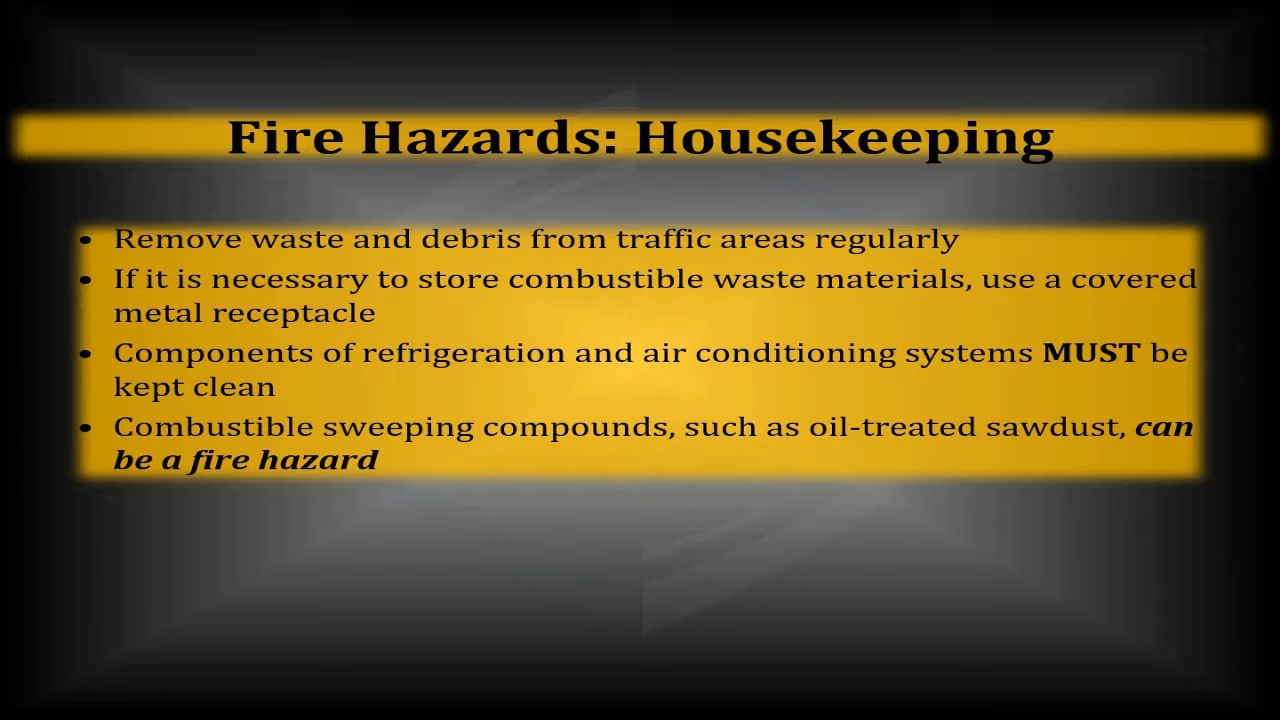 Fire Hazards: Housekeeping
• Remove waste and debris from traffic areas regularly
• If it is necessary to store combustible waste materials, use a covered
metal receptacle
• Components of refrigeration and air conditioning systems MUST be
kept clean
• Combustible sweeping compounds, such as oil-treated sawdust, can
be a fire hazard